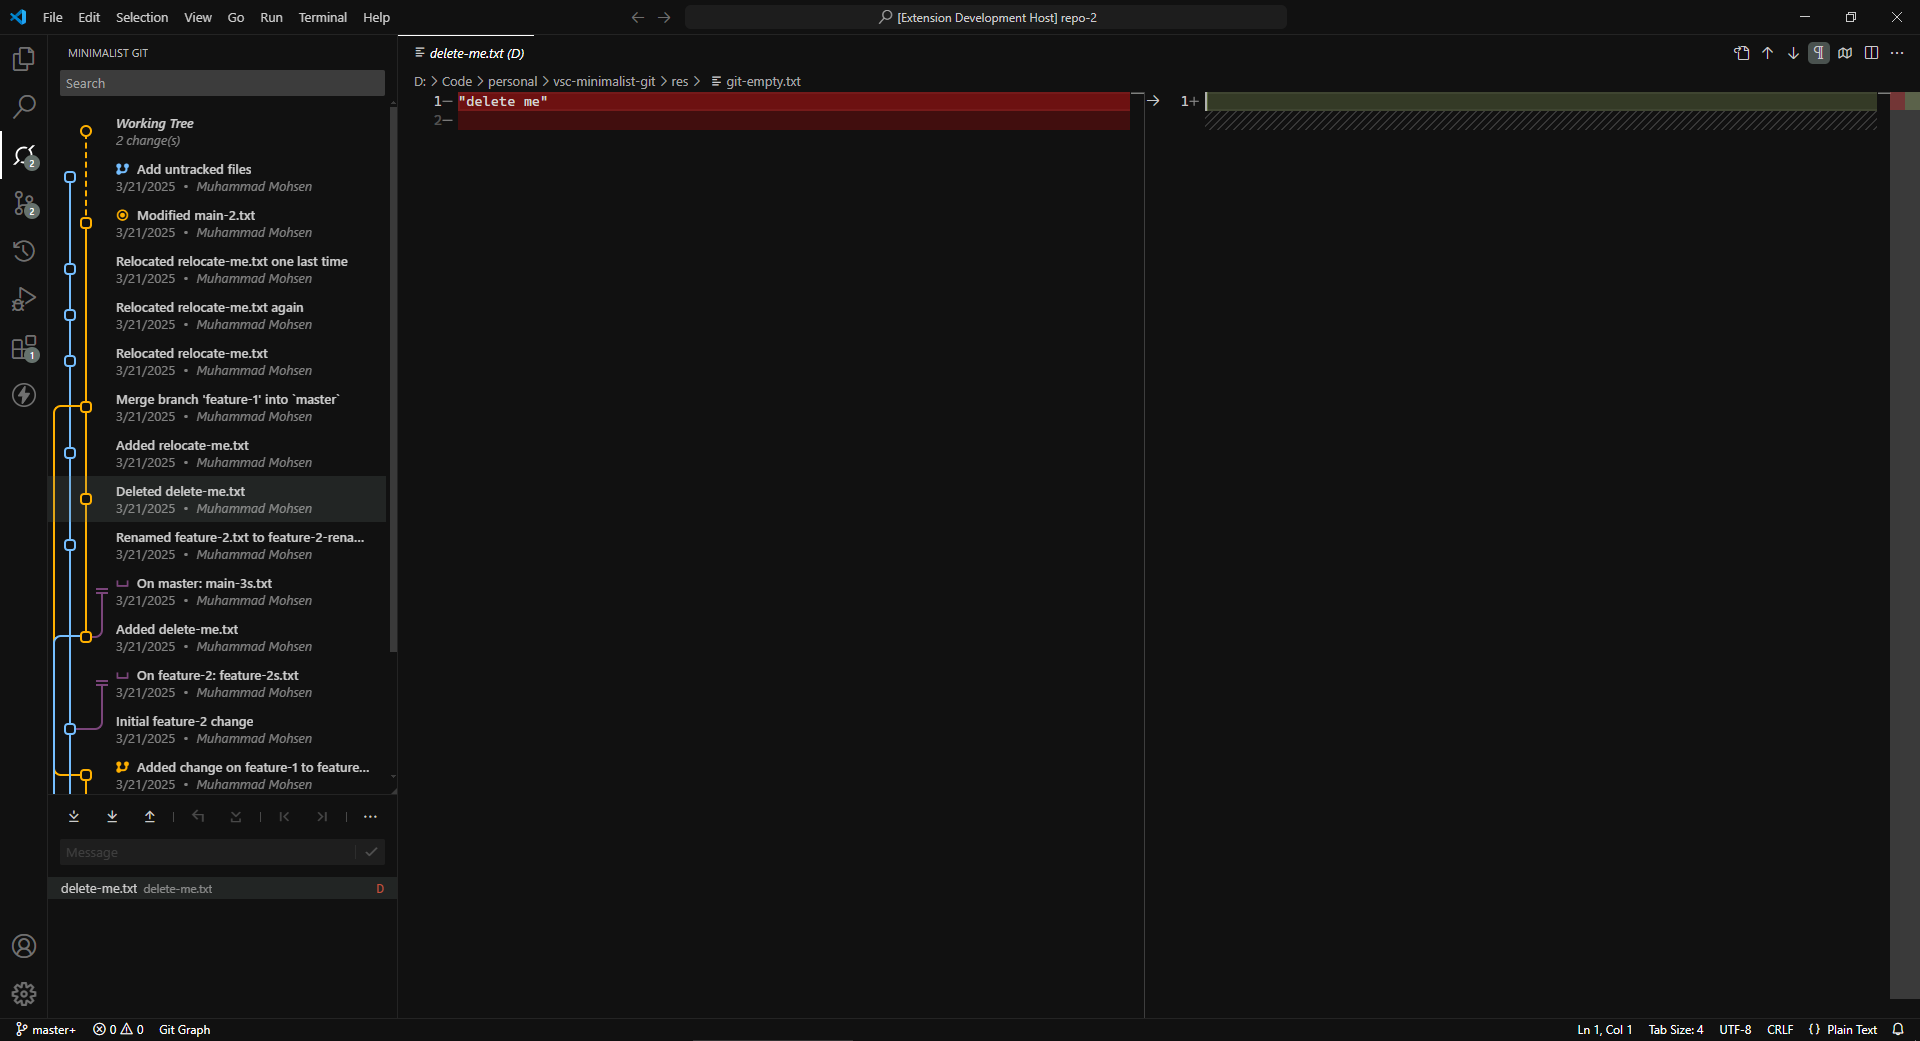 File Edit Selection View Go Run Terminal Help
[Extension Development Host] repo-2
MINIMALIST GIT
Search
Working Tree
2 change(s)
Add untracked files
3/21/2025 • Muhammad Mohsen
Modified main-2.txt
3/21/2025 • Muhammad Mohsen
Relocated relocate-me.txt one last time
3/21/2025 • Muhammad Mohsen
Relocated relocate-me.txt again
3/21/2025 • Muhammad Mohsen
Relocated relocate-me.txt
3/21/2025 • Muhammad Mohsen
Merge branch 'feature-1' into `master`
3/21/2025 • Muhammad Mohsen
Added relocate-me.txt
3/21/2025 • Muhammad Mohsen
Deleted delete-me.txt
3/21/2025 • Muhammad Mohsen
Renamed feature-2.txt to feature-2-rena...
3/21/2025 • Muhammad Mohsen
On master: main-3s.txt
3/21/2025 • Muhammad Mohsen
Added delete-me.txt
3/21/2025 • Muhammad Mohsen
On feature-2: feature-2s.txt
3/21/2025 • Muhammad Mohsen
Initial feature-2 change
3/21/2025 • Muhammad Mohsen
Added change on feature-1 to feature...
3/21/2025 • Muhammad Mohsen
Message
delete-me.txt delete-me.txt D
2
2
1
delete-me.txt (D)
D: > Code > personal > vsc-minimalist-git > res > git-empty.txt
1− "delete me"
2−
1+
master+ 0 0 Git Graph
Ln 1, Col 1 Tab Size: 4 UTF-8 CRLF {} Plain Text